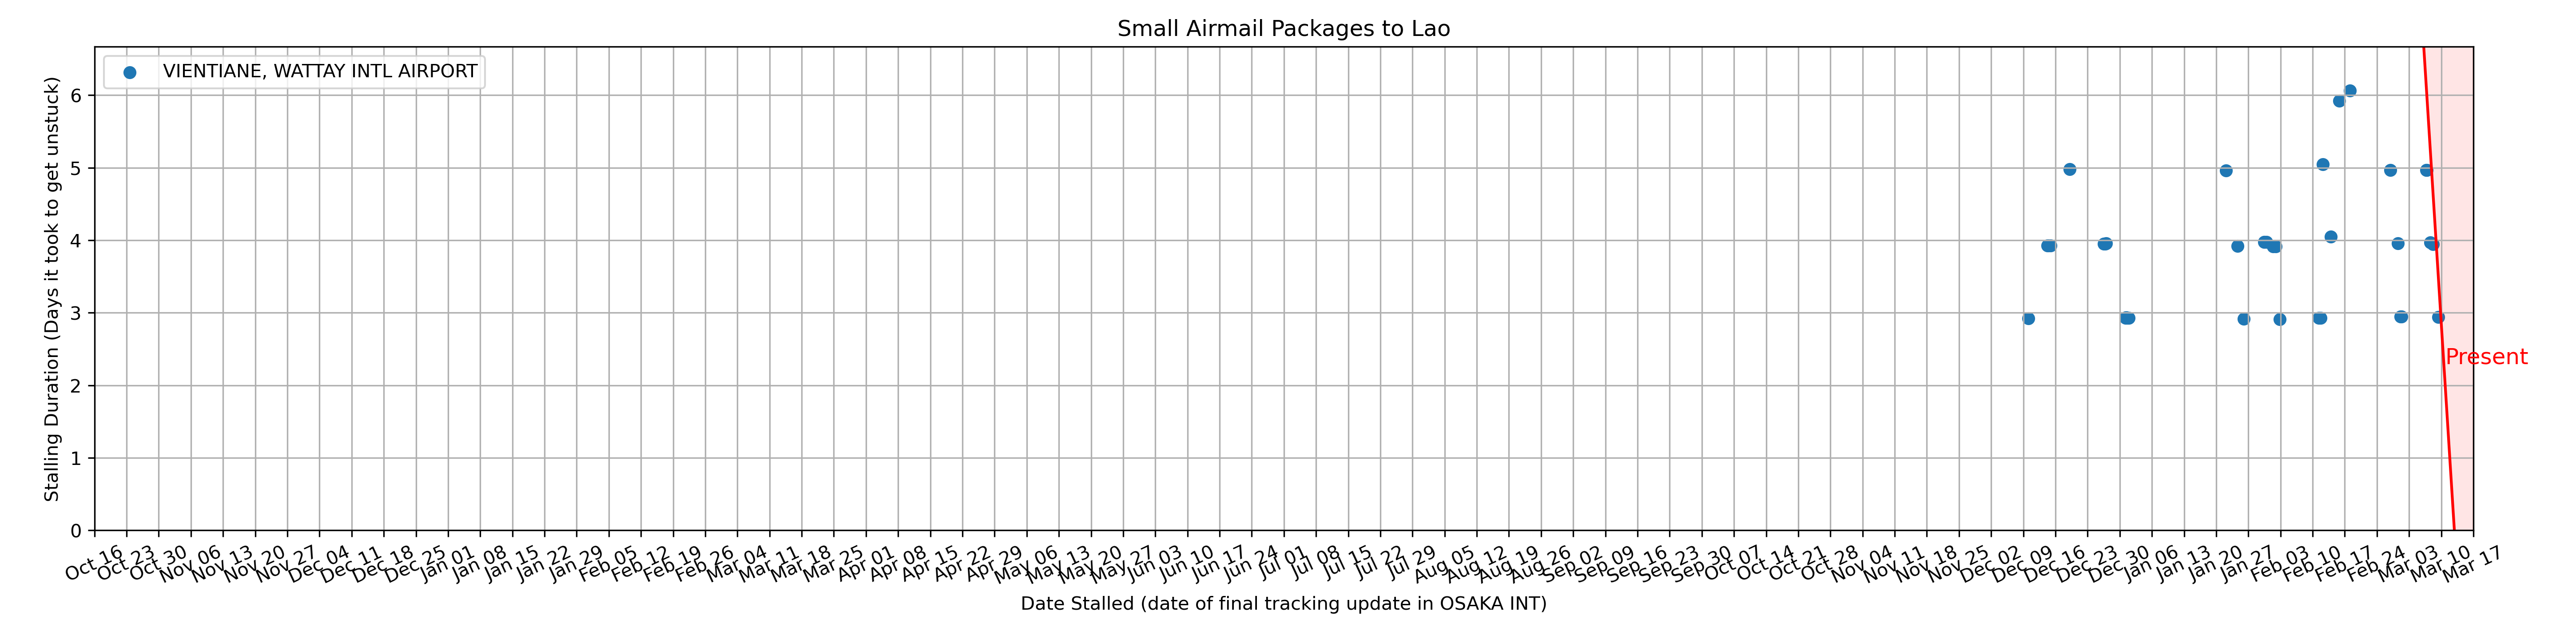 Small Airmail Packages to Lao
VIENTIANE, WATTAY INTL AIRPORT
Stalling Duration (Days it took to get unstuck)
6
5
4
3
2
1
0
Present
Oct 16 Oct 23 Oct 30 Nov 06 Nov 13 Nov 20 Nov 27 Dec 04 Dec 11 Dec 18 Dec 25 Jan 01 Jan 08 Jan 15 Jan 22 Jan 29 Feb 05 Feb 12 Feb 19 Feb 26 Mar 04 Mar 11 Mar 18 Mar 25 Apr 01 Apr 08 Apr 15 Apr 22 Apr 29 May 06 May 13 May 20 May 27 Jun 03 Jun 10 Jun 17 Jun 24 Jul 01 Jul 08 Jul 15 Jul 22 Jul 29 Aug 05 Aug 12 Aug 19 Aug 26 Sep 02 Sep 09 Sep 16 Sep 23 Sep 30 Oct 07 Oct 14 Oct 21 Oct 28 Nov 04 Nov 11 Nov 18 Nov 25 Dec 02 Dec 09 Dec 16 Dec 23 Dec 30 Jan 06 Jan 13 Jan 20 Jan 27 Feb 03 Feb 10 Feb 17 Feb 24 Mar 03 Mar 10 Mar 17
Date Stalled (date of final tracking update in OSAKA INT)